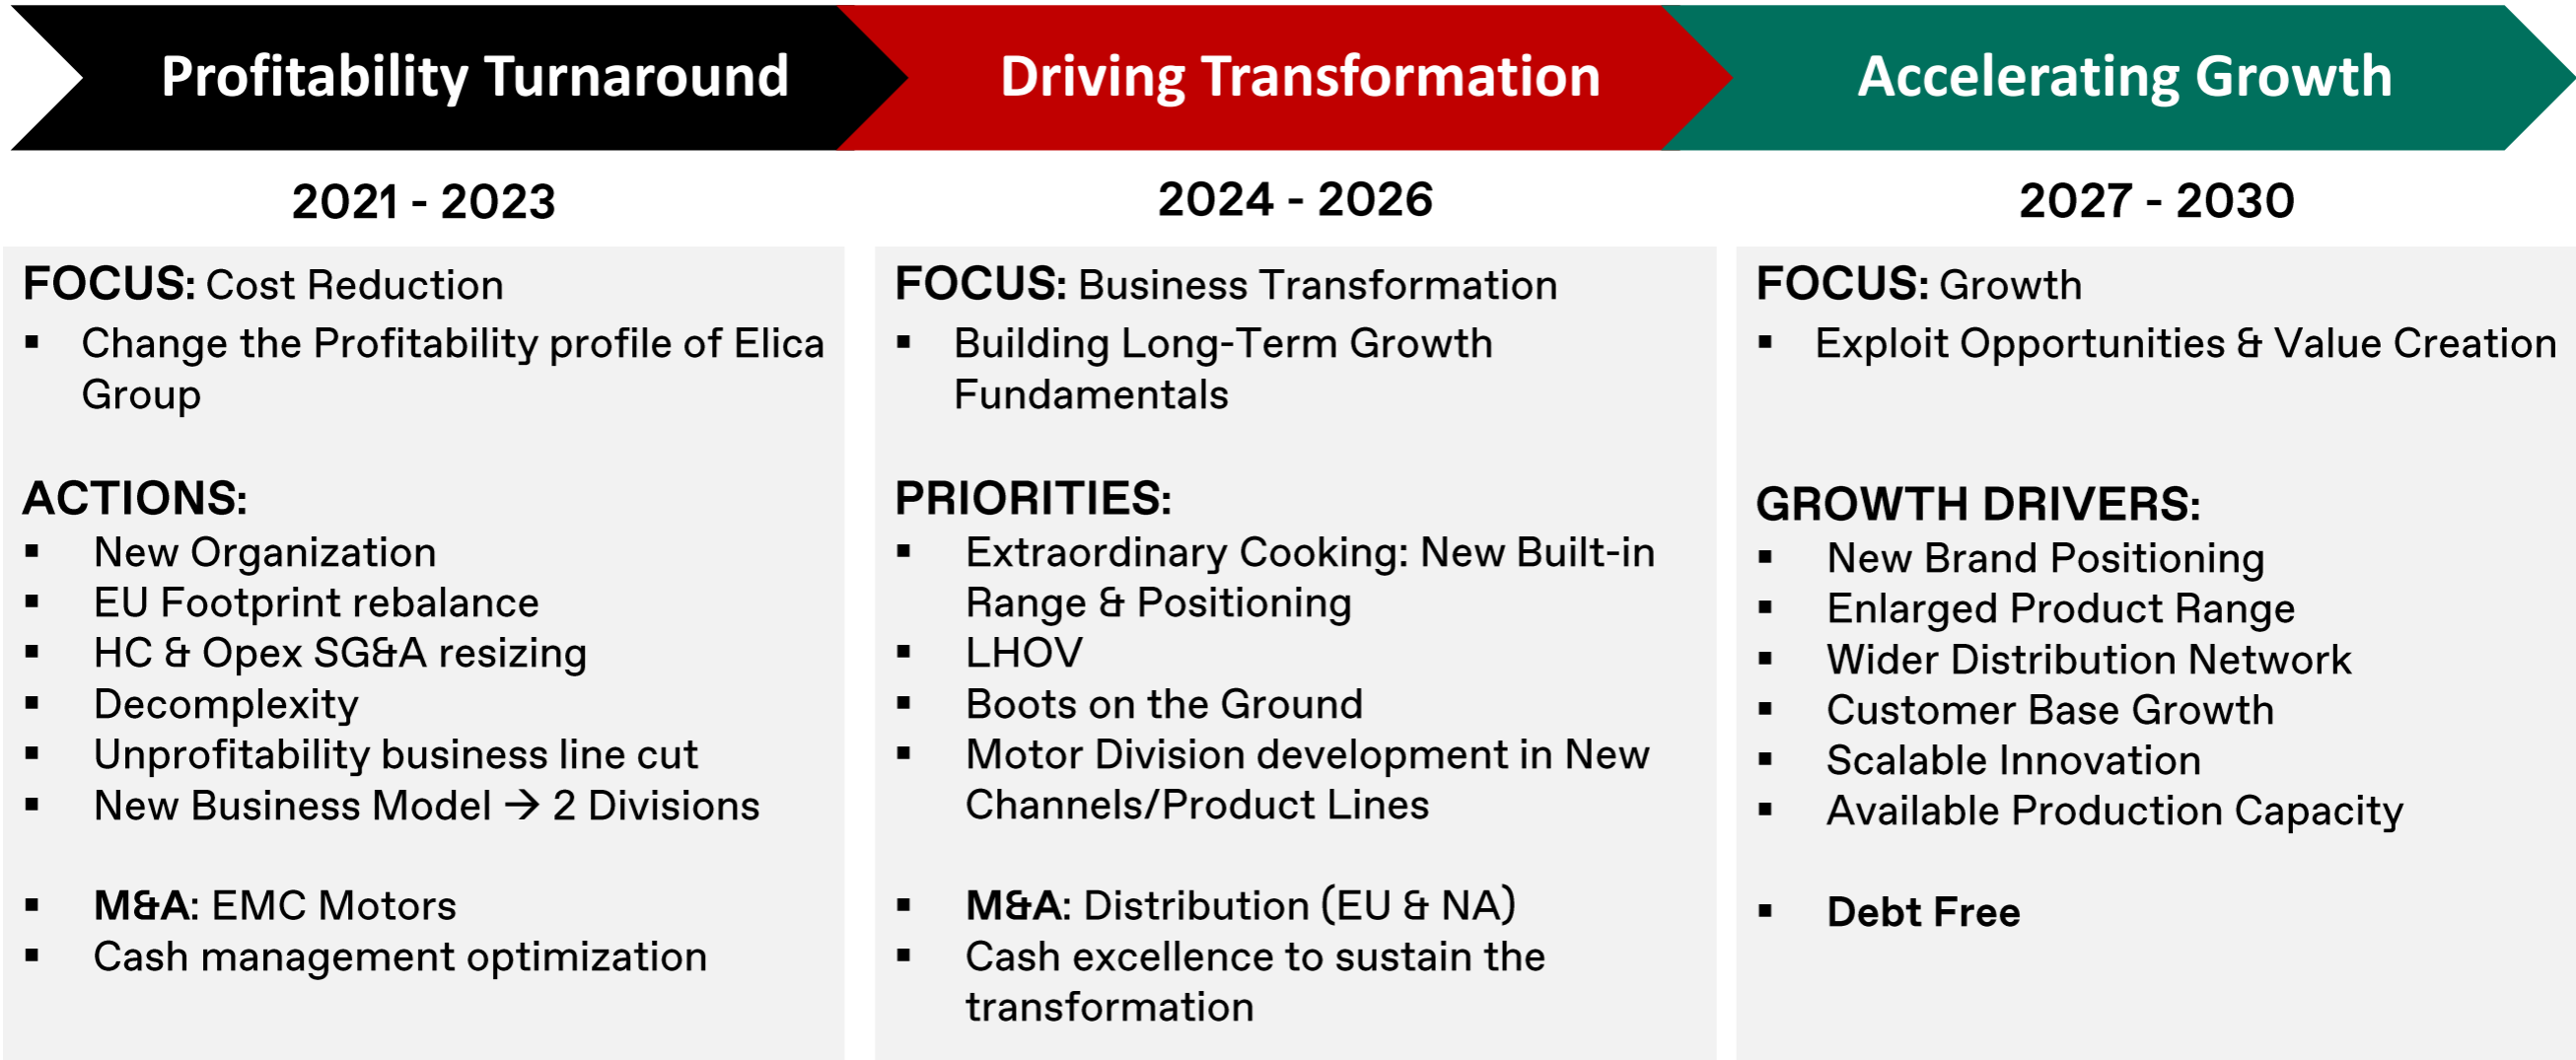 Profitability Turnaround
Driving Transformation
Accelerating Growth
2021 - 2023
FOCUS: Cost Reduction
▪ Change the Profitability profile of Elica
Group
ACTIONS:
▪ New Organization
▪ EU Footprint rebalance
▪ HC & Opex SG&A resizing
▪ Decomplexity
▪ Unprofitability business line cut
▪ New Business Model → 2 Divisions
▪ M&A: EMC Motors
▪ Cash management optimization
2024 - 2026
FOCUS: Business Transformation
▪ Building Long-Term Growth
Fundamentals
PRIORITIES:
▪ Extraordinary Cooking: New Built-in
Range & Positioning
▪ LHOV
▪ Boots on the Ground
▪ Motor Division development in New
Channels/Product Lines
▪ M&A: Distribution (EU & NA)
▪ Cash excellence to sustain the
transformation
2027 - 2030
FOCUS: Growth
▪ Exploit Opportunities & Value Creation
GROWTH DRIVERS:
▪ New Brand Positioning
▪ Enlarged Product Range
▪ Wider Distribution Network
▪ Customer Base Growth
▪ Scalable Innovation
▪ Available Production Capacity
▪ Debt Free